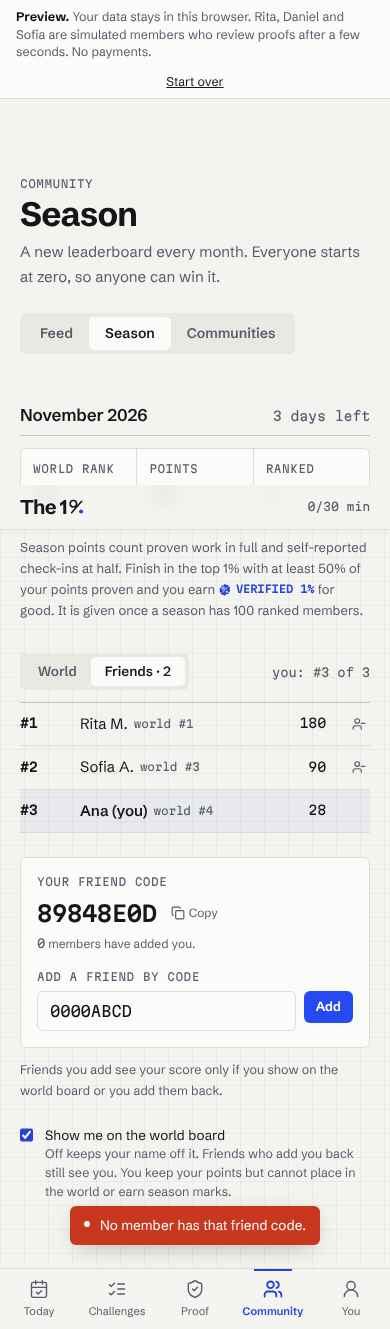 Preview. Your data stays in this browser. Rita, Daniel and
Sofia are simulated members who review proofs after a few
seconds. No payments.
Start over
COMMUNITY
Season
A new leaderboard every month. Everyone starts
at zero, so anyone can win it.
Feed Season Communities
November 2026 3 days left
WORLD RANK POINTS RANKED
The 1% 0/30 min
Season points count proven work in full and self-reported
check-ins at half. Finish in the top 1% with at least 50% of
your points proven and you earn VERIFIED 1% for
good. It is given once a season has 100 ranked members.
World Friends · 2 you: #3 of 3
#1 Rita M. world #1 180
#2 Sofia A. world #3 90
#3 Ana (you) world #4 28
YOUR FRIEND CODE
89848E0D Copy
0 members have added you.
ADD A FRIEND BY CODE
0000ABCD Add
Friends you add see your score only if you show on the
world board or you add them back.
Show me on the world board
Off keeps your name off it. Friends who add you back
still see you. You keep your points but cannot place in
the world or earn season marks.
No member has that friend code.
Today Challenges Proof Community You